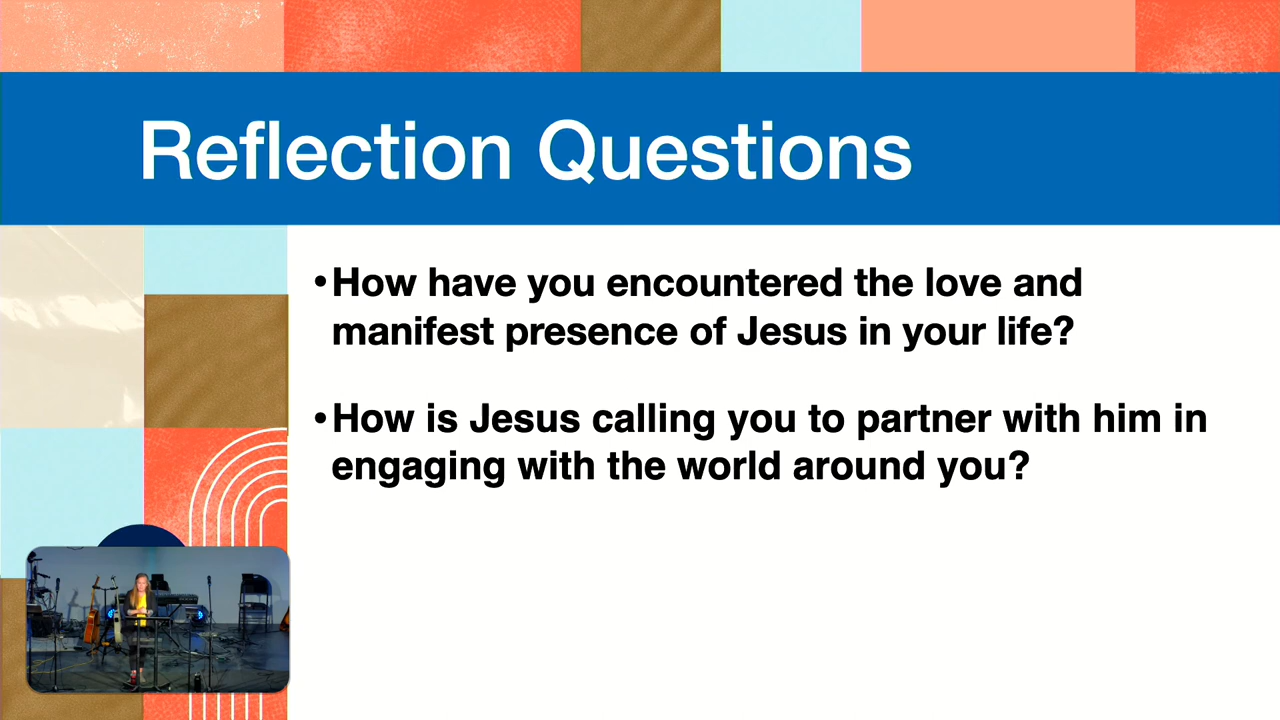 Reflection Questions
•How have you encountered the love and
manifest presence of Jesus in your life?
•How is Jesus calling you to partner with him in
engaging with the world around you?